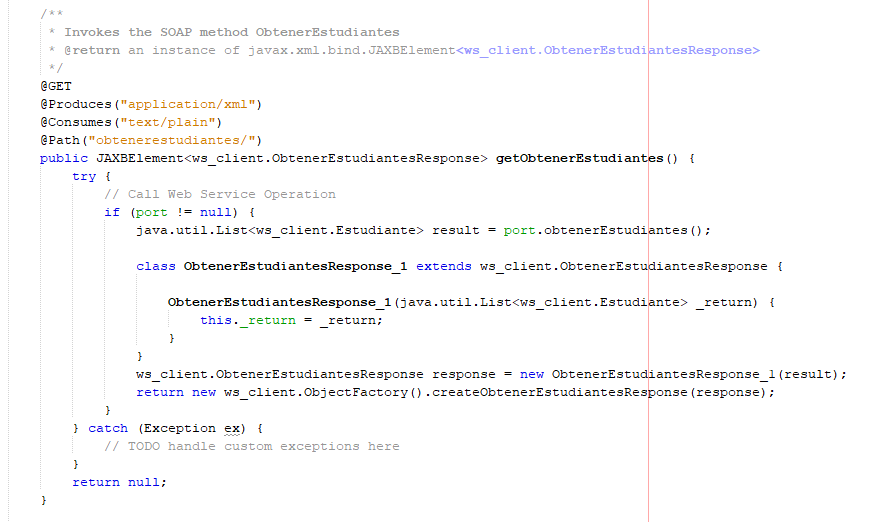 /**
 * Invokes the SOAP method ObtenerEstudiantes
 * @return an instance of javax.xml.bind.JAXBElement<ws_client.ObtenerEstudiantesResponse>
 */
@GET
@Produces("application/xml")
@Consumes("text/plain")
@Path("obtenerestudiantes/")
public JAXBElement<ws_client.ObtenerEstudiantesResponse> getObtenerEstudiantes() {
    try {
        // Call Web Service Operation
        if (port != null) {
            java.util.List<ws_client.Estudiante> result = port.obtenerEstudiantes();

            class ObtenerEstudiantesResponse_1 extends ws_client.ObtenerEstudiantesResponse {

                ObtenerEstudiantesResponse_1(java.util.List<ws_client.Estudiante> _return) {
                    this._return = _return;
                }
            }
            ws_client.ObtenerEstudiantesResponse response = new ObtenerEstudiantesResponse_1(result);
            return new ws_client.ObjectFactory().createObtenerEstudiantesResponse(response);
        }
    } catch (Exception ex) {
        // TODO handle custom exceptions here
    }
    return null;
}